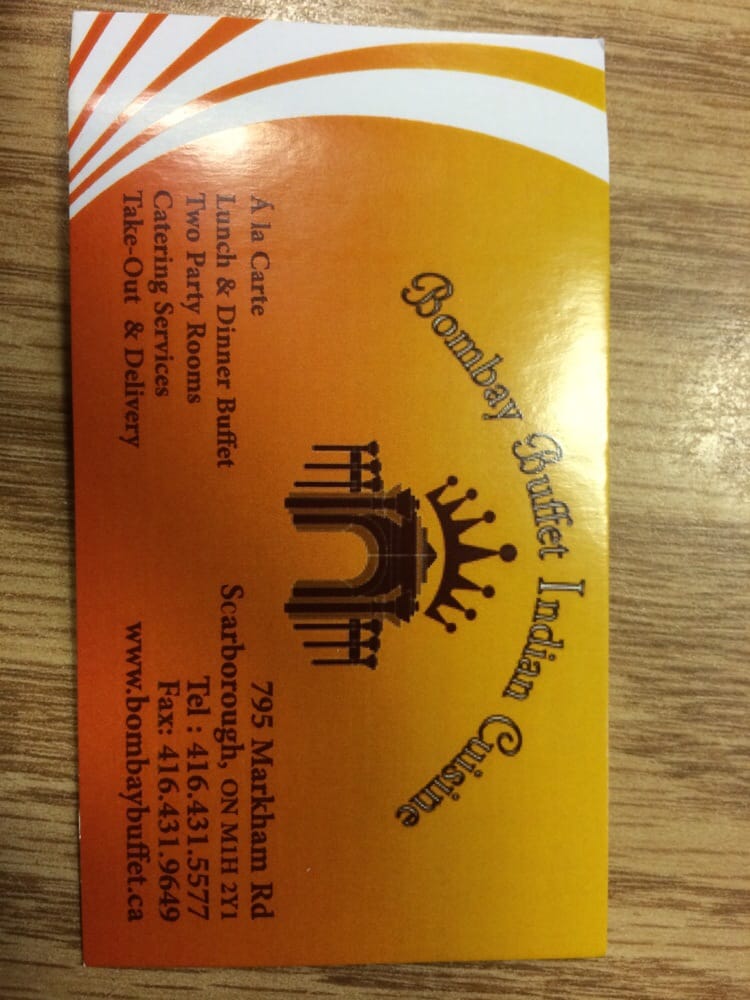 Bombay Buffet Indian Cuisine
Á la Carte
Lunch & Dinner Buffet
Two Party Rooms
Catering Services
Take-Out & Delivery
795 Markham Rd
Scarborough, ON M1H 2Y1
Tel : 416.431.5577
Fax: 416.431.9649
www.bombaybuffet.ca